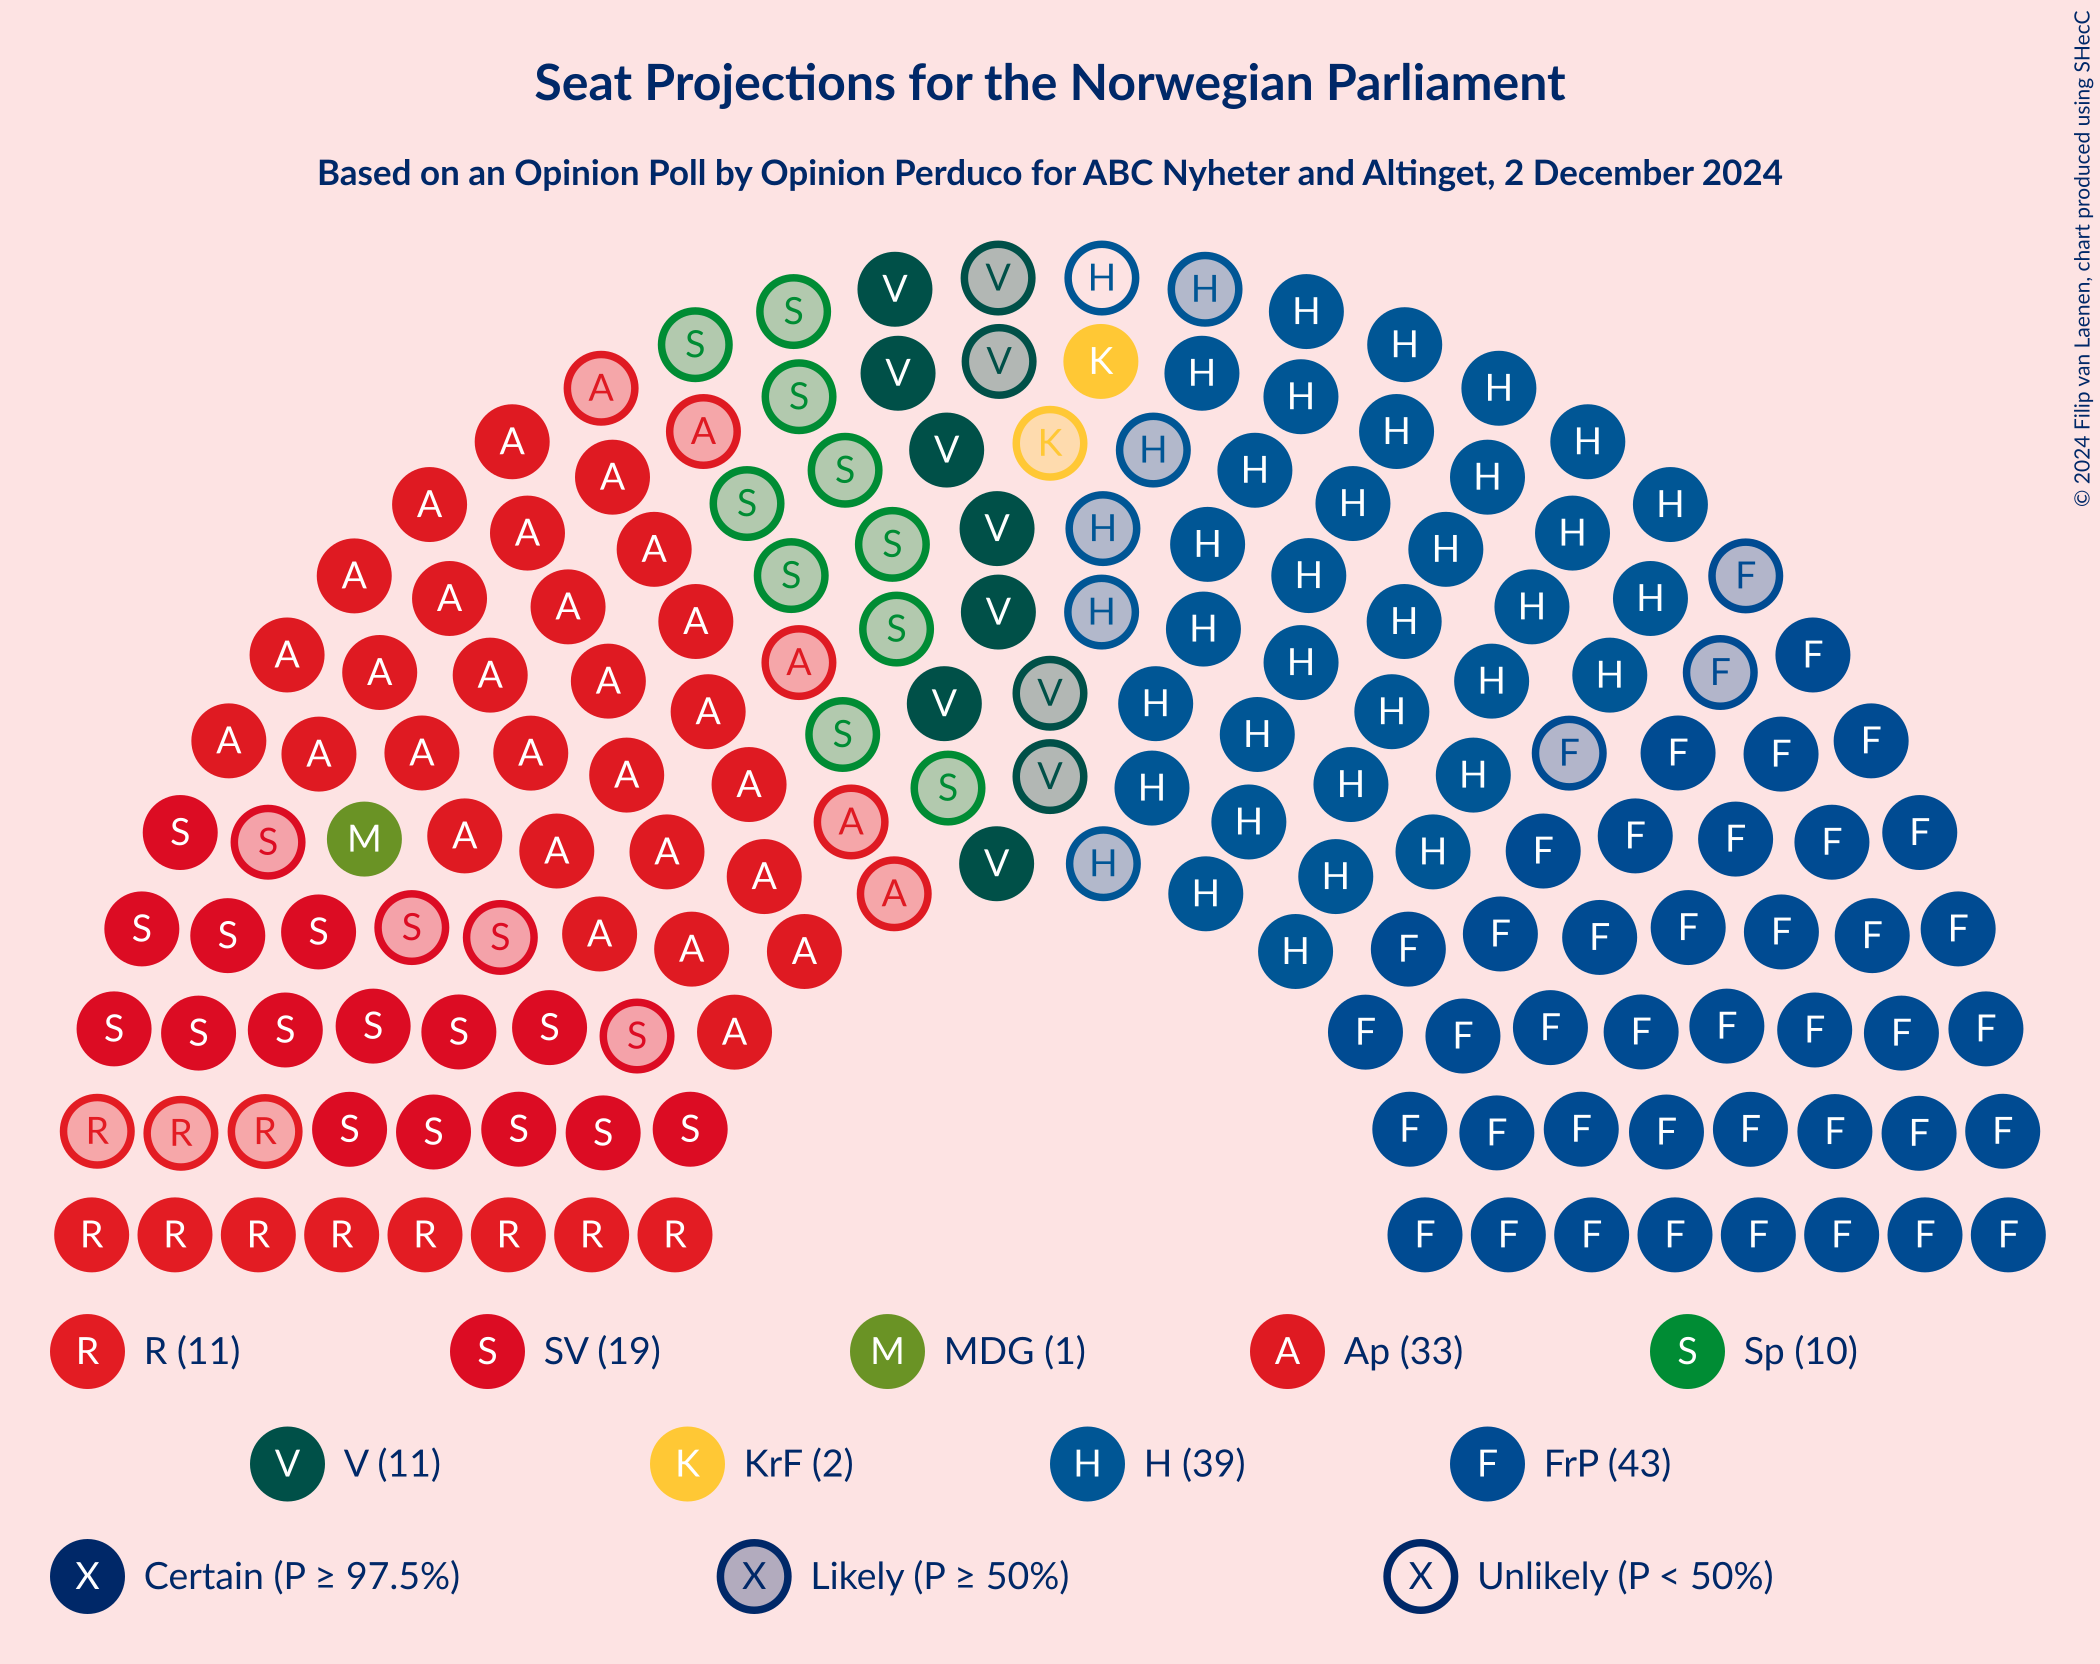 Seat Projections for the Norwegian Parliament
Based on an Opinion Poll by Opinion Perduco for ABC Nyheter and Altinget, 2 December 2024
© 2024 Filip van Laenen, chart produced using SHecC
V V H H
S S H H
V V K H
A S H H
A S H H
A V K H H
A S H H
A A S V H H H H F
A A S S H H H
A A A S V H H H H F
A A A A V H H H F
A A A S V H H H F F F F
A A A A A S H H H F
S S M A A A A A V H H H H H F F F F F
S S S S S A A A A H H F F F F F F F
S S S S S S S A F F F F F F F F
R R R S S S S S F F F F F F F F
R R R R R R R R F F F F F F F F
R R (11) S SV (19) M MDG (1) A Ap (33) S Sp (10)
V V (11) K KrF (2) H H (39) F FrP (43)
X Certain (P ≥ 97.5%) X Likely (P ≥ 50%) X Unlikely (P < 50%)